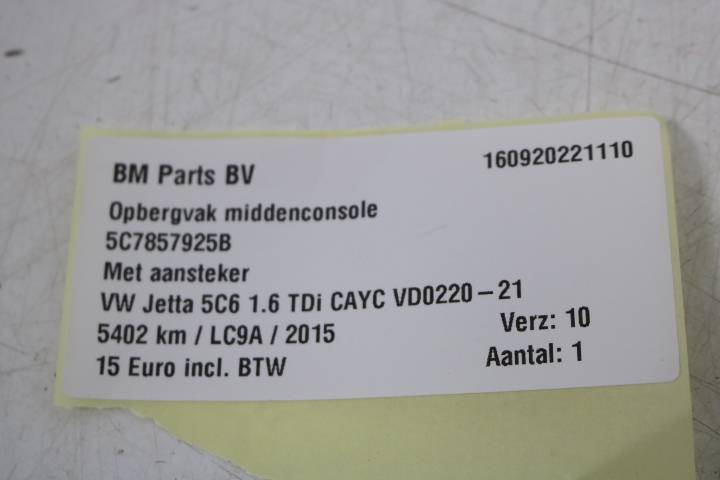 BM Parts BV
160920221110
Opbergvak middenconsole
5C7857925B
Met aansteker
VW Jetta 5C6 1.6 TDi CAYC VD0220-21
5402 km / LC9A / 2015
Verz: 10
15 Euro incl. BTW
Aantal: 1